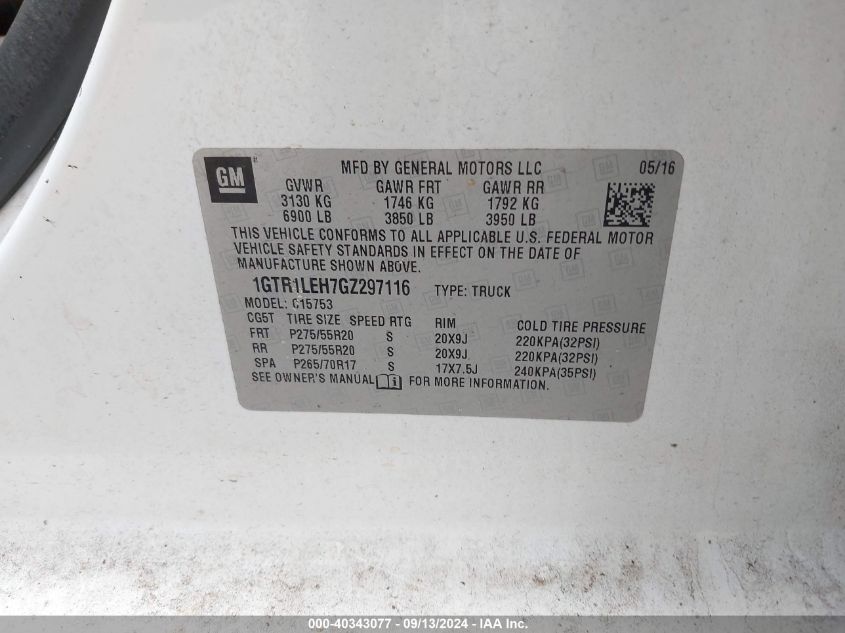 GM
MFD BY GENERAL MOTORS LLC 05/16
GVWR GAWR FRT GAWR RR
3130 KG 1746 KG 1792 KG
6900 LB 3850 LB 3950 LB
THIS VEHICLE CONFORMS TO ALL APPLICABLE U.S. FEDERAL MOTOR
VEHICLE SAFETY STANDARDS IN EFFECT ON THE DATE OF
MANUFACTURE SHOWN ABOVE.
1GTR1LEH7GZ297116 TYPE: TRUCK
MODEL: C15753
CG5T TIRE SIZE SPEED RTG RIM COLD TIRE PRESSURE
FRT P275/55R20 S 20X9J 220KPA(32PSI)
RR P275/55R20 S 20X9J 220KPA(32PSI)
SPA P265/70R17 S 17X7.5J 240KPA(35PSI)
SEE OWNER'S MANUAL i FOR MORE INFORMATION.
000-40343077 - 09/13/2024 - IAA Inc.